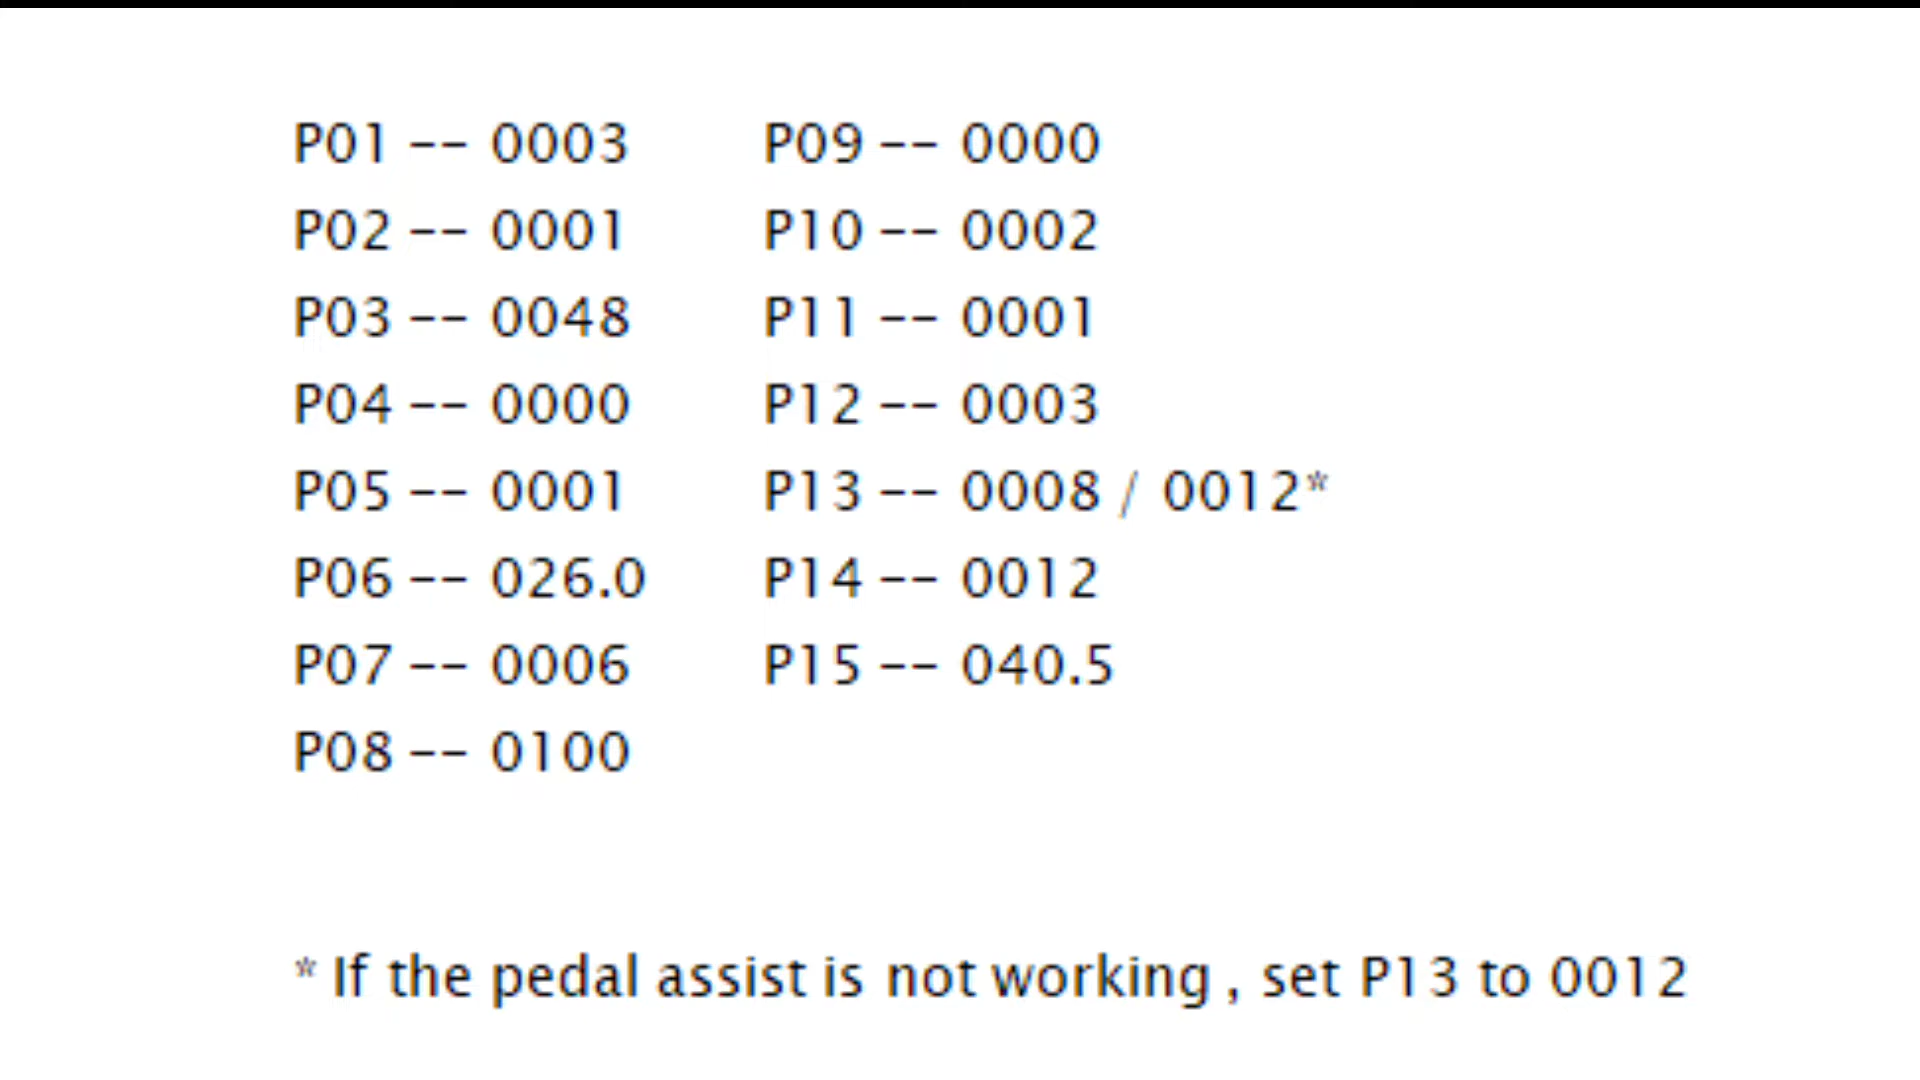 P01 -- 0003
P02 -- 0001
P03 -- 0048
P04 -- 0000
P05 -- 0001
P06 -- 026.0
P07 -- 0006
P08 -- 0100
P09 -- 0000
P10 -- 0002
P11 -- 0001
P12 -- 0003
P13 -- 0008 / 0012*
P14 -- 0012
P15 -- 040.5
* If the pedal assist is not working , set P13 to 0012